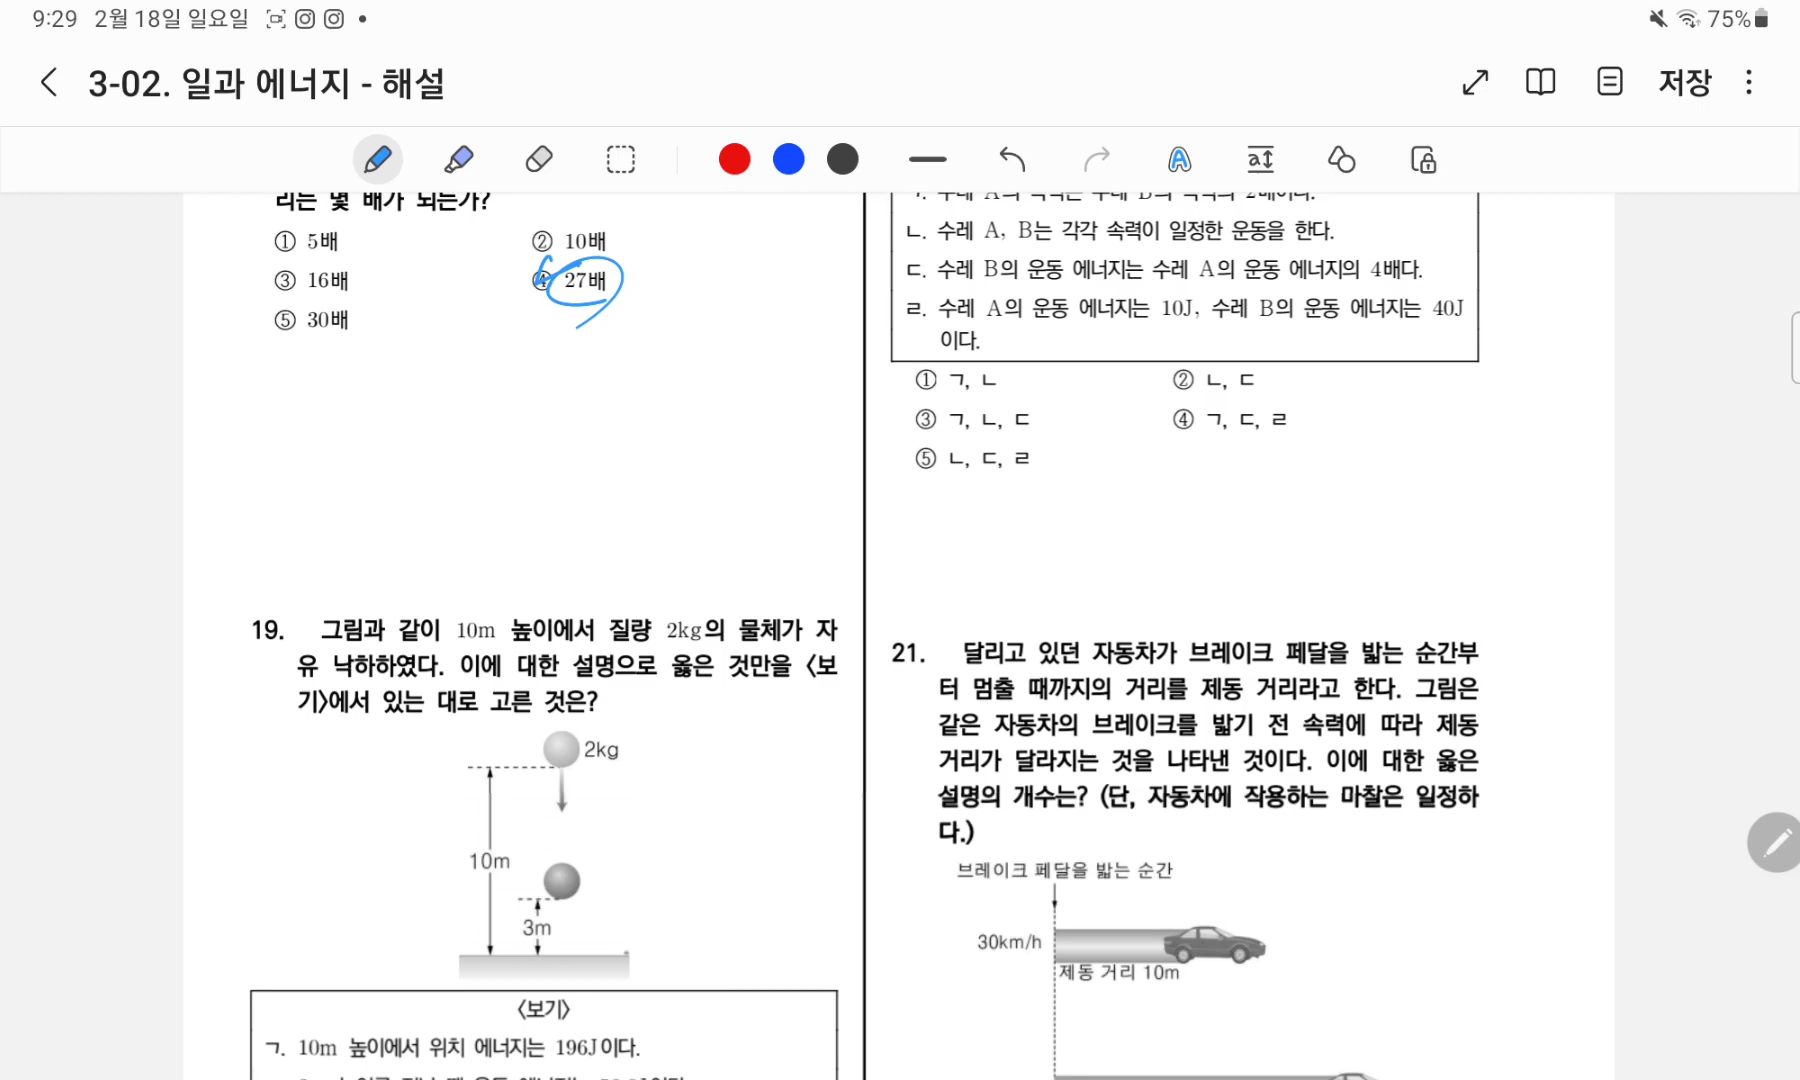 9:29 2월 18일 일요일
75%
3-02. 일과 에너지 - 해설
저장
리는 몇 배가 되는가?
① 5배
② 10배
③ 16배
④ 27배
⑤ 30배
19. 그림과 같이 10m 높이에서 질량 2kg의 물체가 자
유 낙하하였다. 이에 대한 설명으로 옳은 것만을 〈보
기〉에서 있는 대로 고른 것은?
2kg
10m
3m
〈보기〉
ㄱ. 10m 높이에서 위치 에너지는 196J이다.
ㄴ. 수레 A, B는 각각 속력이 일정한 운동을 한다.
ㄷ. 수레 B의 운동 에너지는 수레 A의 운동 에너지의 4배다.
ㄹ. 수레 A의 운동 에너지는 10J, 수레 B의 운동 에너지는 40J
이다.
① ㄱ, ㄴ
② ㄴ, ㄷ
③ ㄱ, ㄴ, ㄷ
④ ㄱ, ㄷ, ㄹ
⑤ ㄴ, ㄷ, ㄹ
21. 달리고 있던 자동차가 브레이크 페달을 밟는 순간부
터 멈출 때까지의 거리를 제동 거리라고 한다. 그림은
같은 자동차의 브레이크를 밟기 전 속력에 따라 제동
거리가 달라지는 것을 나타낸 것이다. 이에 대한 옳은
설명의 개수는? (단, 자동차에 작용하는 마찰은 일정하
다.)
브레이크 페달을 밟는 순간
30km/h
제동 거리 10m